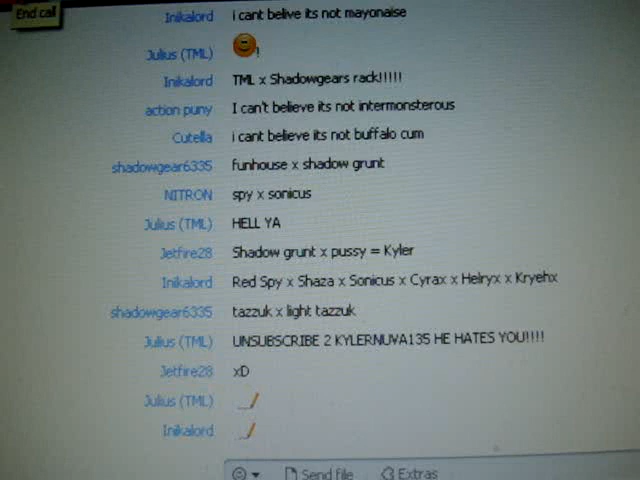 End call
Inikalord i cant belive its not mayonaise
Julius (TML) !
Inikalord TML x Shadowgears rack!!!!!
action puny I can't believe its not intermonsterous
Cutella i cant believe its not buffalo cum
shadowgear6335 funhouse x shadow grunt
NITRON spy x sonicus
Julius (TML) HELL YA
Jetfire28 Shadow grunt x pussy = Kyler
Inikalord Red Spy x Shaza x Sonicus x Cyrax x Helryx x Kryehx
shadowgear6335 tazzuk x light tazzuk
Julius (TML) UNSUBSCRIBE 2 KYLERNUVA135 HE HATES YOU!!!!
Jetfire28 xD
Julius (TML)
Inikalord
Send file Extras